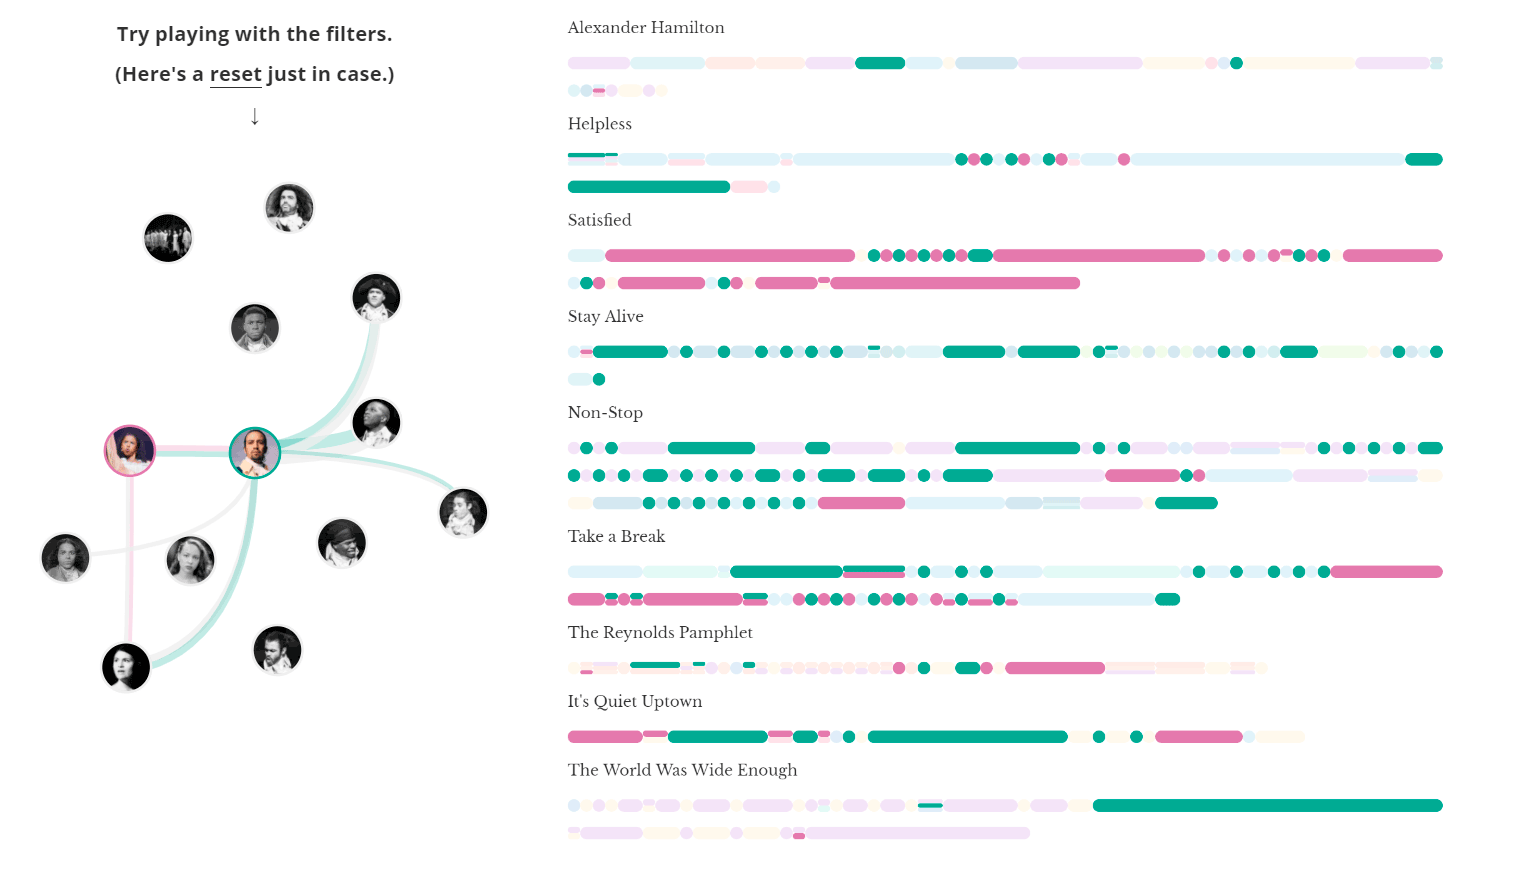 Try playing with the filters.
(Here's a reset just in case.)
↓
Alexander Hamilton
Helpless
Satisfied
Stay Alive
Non-Stop
Take a Break
The Reynolds Pamphlet
It's Quiet Uptown
The World Was Wide Enough